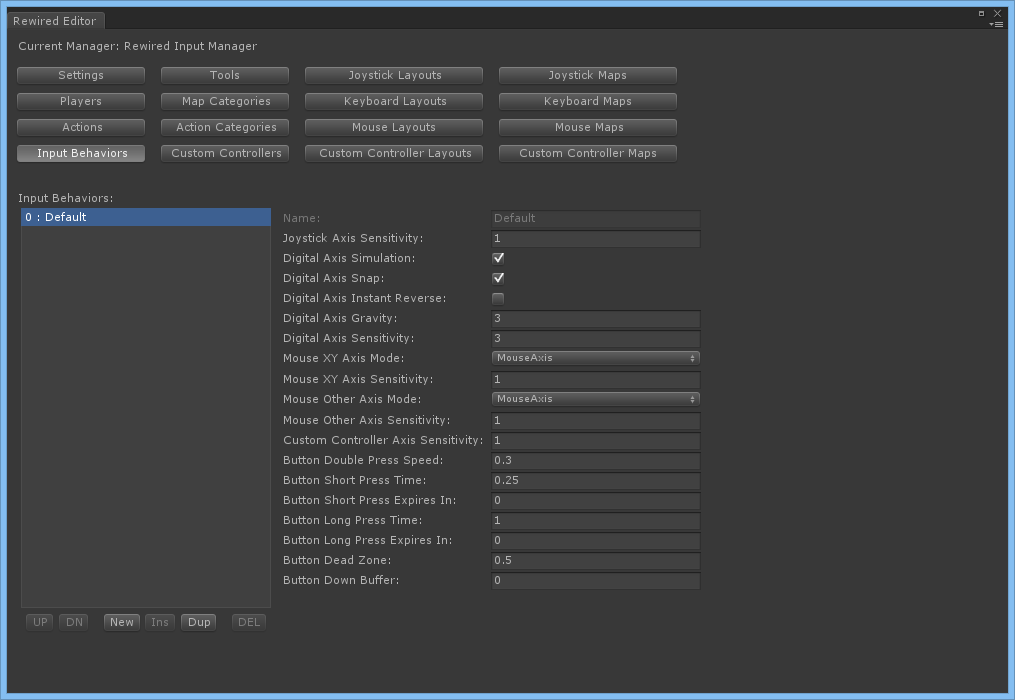 Rewired Editor
Current Manager: Rewired Input Manager
Settings Tools Joystick Layouts Joystick Maps
Players Map Categories Keyboard Layouts Keyboard Maps
Actions Action Categories Mouse Layouts Mouse Maps
Input Behaviors Custom Controllers Custom Controller Layouts Custom Controller Maps
Input Behaviors:
0 : Default
Name: Default
Joystick Axis Sensitivity: 1
Digital Axis Simulation:
Digital Axis Snap:
Digital Axis Instant Reverse:
Digital Axis Gravity: 3
Digital Axis Sensitivity: 3
Mouse XY Axis Mode: MouseAxis
Mouse XY Axis Sensitivity: 1
Mouse Other Axis Mode: MouseAxis
Mouse Other Axis Sensitivity: 1
Custom Controller Axis Sensitivity: 1
Button Double Press Speed: 0.3
Button Short Press Time: 0.25
Button Short Press Expires In: 0
Button Long Press Time: 1
Button Long Press Expires In: 0
Button Dead Zone: 0.5
Button Down Buffer: 0
UP DN New Ins Dup DEL